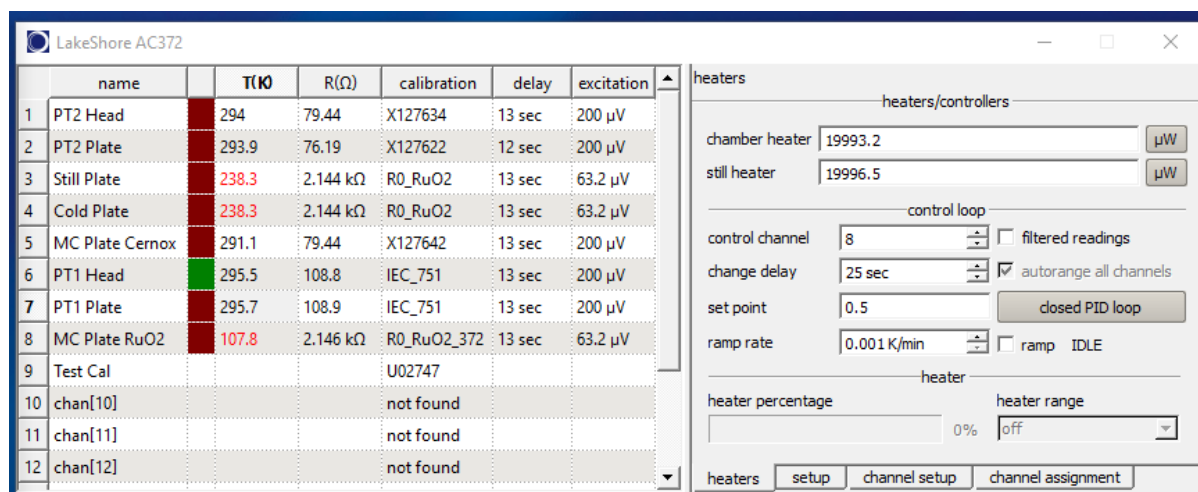 LakeShore AC372
name T(K) R(Ω) calibration delay excitation
1 PT2 Head 294 79.44 X127634 13 sec 200 µV
2 PT2 Plate 293.9 76.19 X127622 12 sec 200 µV
3 Still Plate 238.3 2.144 kΩ R0_RuO2 13 sec 63.2 µV
4 Cold Plate 238.3 2.144 kΩ R0_RuO2 13 sec 63.2 µV
5 MC Plate Cernox 291.1 79.44 X127642 13 sec 200 µV
6 PT1 Head 295.5 108.8 IEC_751 13 sec 200 µV
7 PT1 Plate 295.7 108.9 IEC_751 13 sec 200 µV
8 MC Plate RuO2 107.8 2.146 kΩ R0_RuO2_372 13 sec 63.2 µV
9 Test Cal U02747
10 chan[10] not found
11 chan[11] not found
12 chan[12] not found
heaters
heaters/controllers
chamber heater 19993.2 µW
still heater 19996.5 µW
control loop
control channel 8 filtered readings
change delay 25 sec autorange all channels
set point 0.5 closed PID loop
ramp rate 0.001 K/min ramp IDLE
heater
heater percentage heater range
0% off
heaters setup channel setup channel assignment